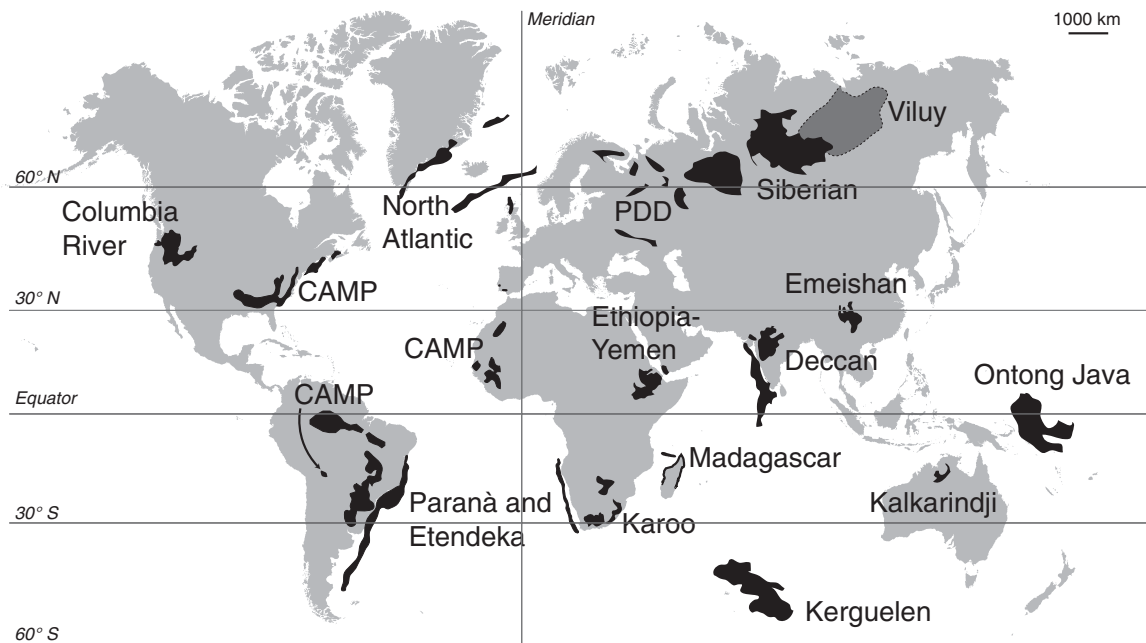 Meridian
1000 km
Viluy
60° N
Siberian
Columbia
River
North
Atlantic
PDD
30° N
CAMP
Emeishan
Ethiopia-
Yemen
CAMP
Deccan
Ontong Java
Equator
CAMP
Madagascar
Kalkarindji
Paranà and
Etendeka
Karoo
30° S
Kerguelen
60° S